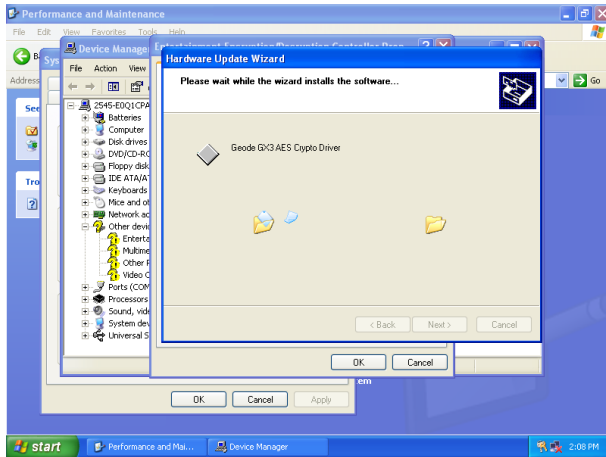 Performance and Maintenance
File Edit View Favorites Tools Help
Address
Go
Device Manage
File Action View
2545-E0Q1CPA
Batteries
Computer
Disk drives
DVD/CD-RO
Floppy disk
IDE ATA/AT
Keyboards
Mice and ot
Network ad
Other devic
Enterta
Multime
Other P
Video C
Ports (COM
Processors
Sound, vide
System dev
Universal S
Hardware Update Wizard
Please wait while the wizard installs the software...
Geode GX3 AES Crypto Driver
< Back Next > Cancel
OK Cancel
OK Cancel Apply
start
Performance and Mai...
Device Manager
2:08 PM